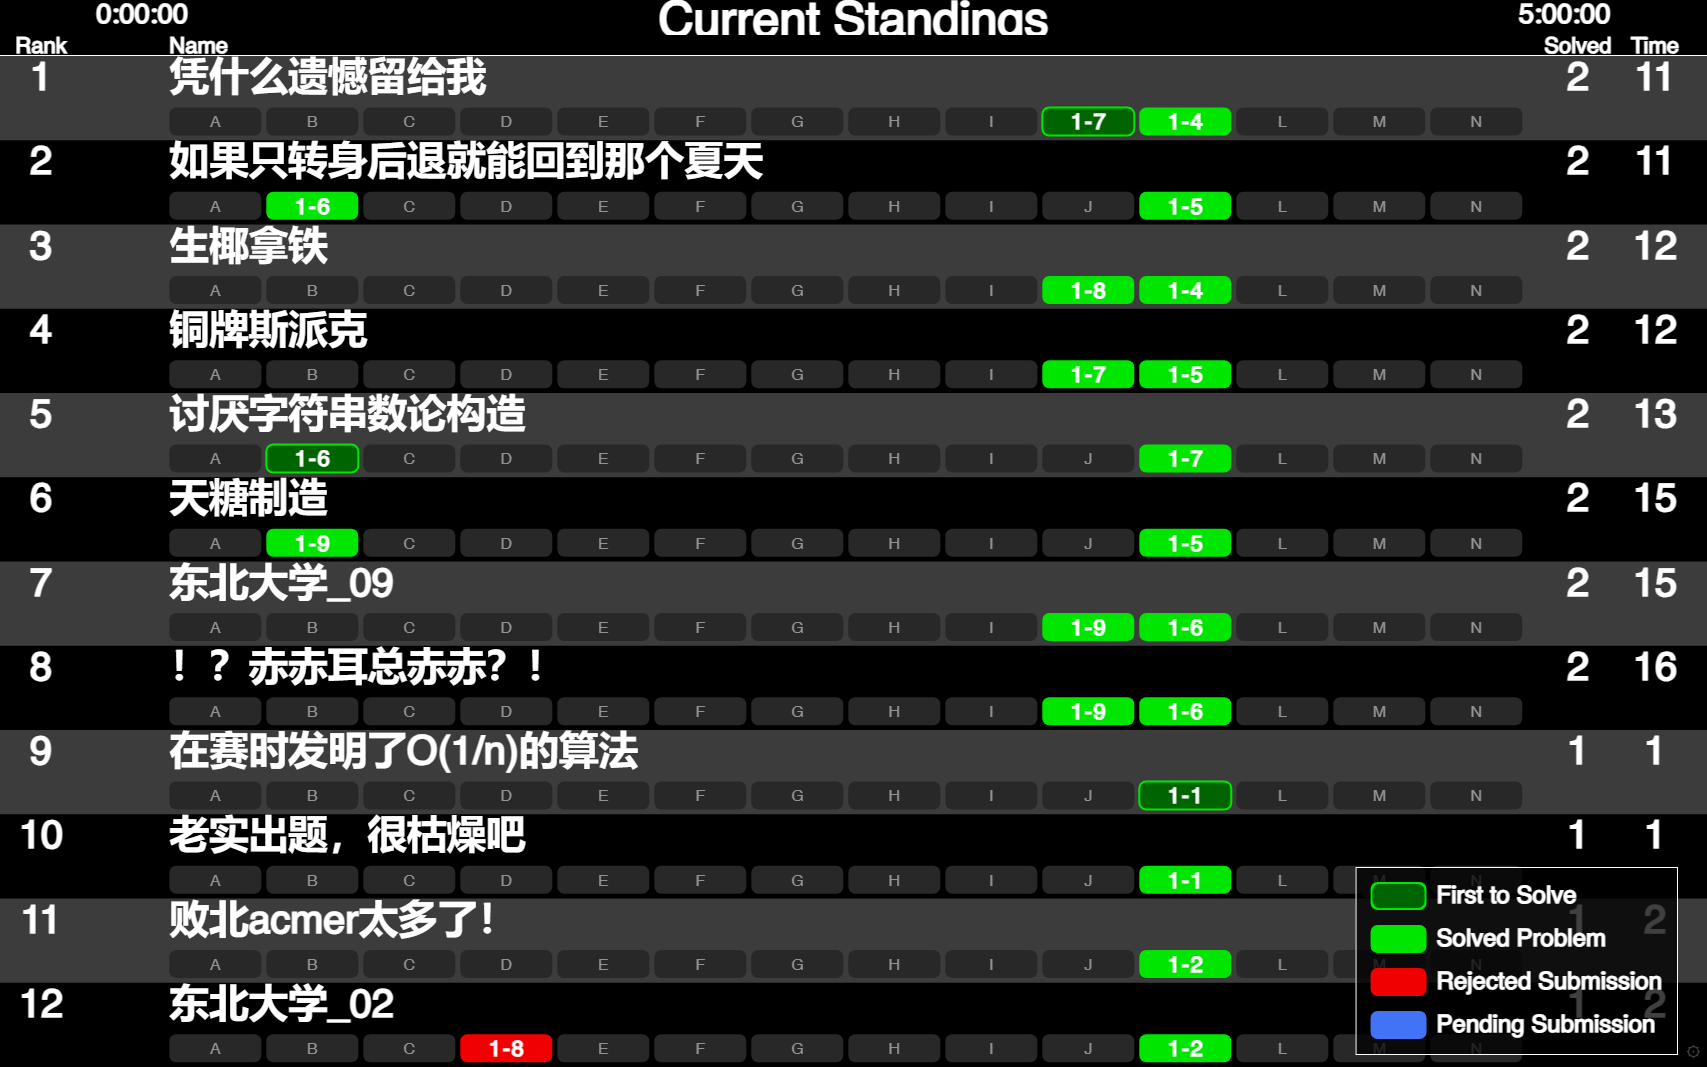 0:00:00 Current Standings 5:00:00
Rank Name Solved Time
1 凭什么遗憾留给我 2 11
A B C D E F G H I 1-7 1-4 L M N
2 如果只转身后退就能回到那个夏天 2 11
A 1-6 C D E F G H I J 1-5 L M N
3 生椰拿铁 2 12
A B C D E F G H I 1-8 1-4 L M N
4 铜牌斯派克 2 12
A B C D E F G H I 1-7 1-5 L M N
5 讨厌字符串数论构造 2 13
A 1-6 C D E F G H I J 1-7 L M N
6 天糖制造 2 15
A 1-9 C D E F G H I J 1-5 L M N
7 东北大学_09 2 15
A B C D E F G H I 1-9 1-6 L M N
8 ！？赤赤耳总赤赤?！ 2 16
A B C D E F G H I 1-9 1-6 L M N
9 在赛时发明了O(1/n)的算法 1 1
A B C D E F G H I J 1-1 L M N
10 老实出题，很枯燥吧 1 1
A B C D E F G H I J 1-1 L M N
11 败北acmer太多了！ 1 2
A B C D E F G H I J 1-2 L M N
12 东北大学_02 1 2
A B C 1-8 E F G H I J 1-2 L M N
First to Solve
Solved Problem
Rejected Submission
Pending Submission